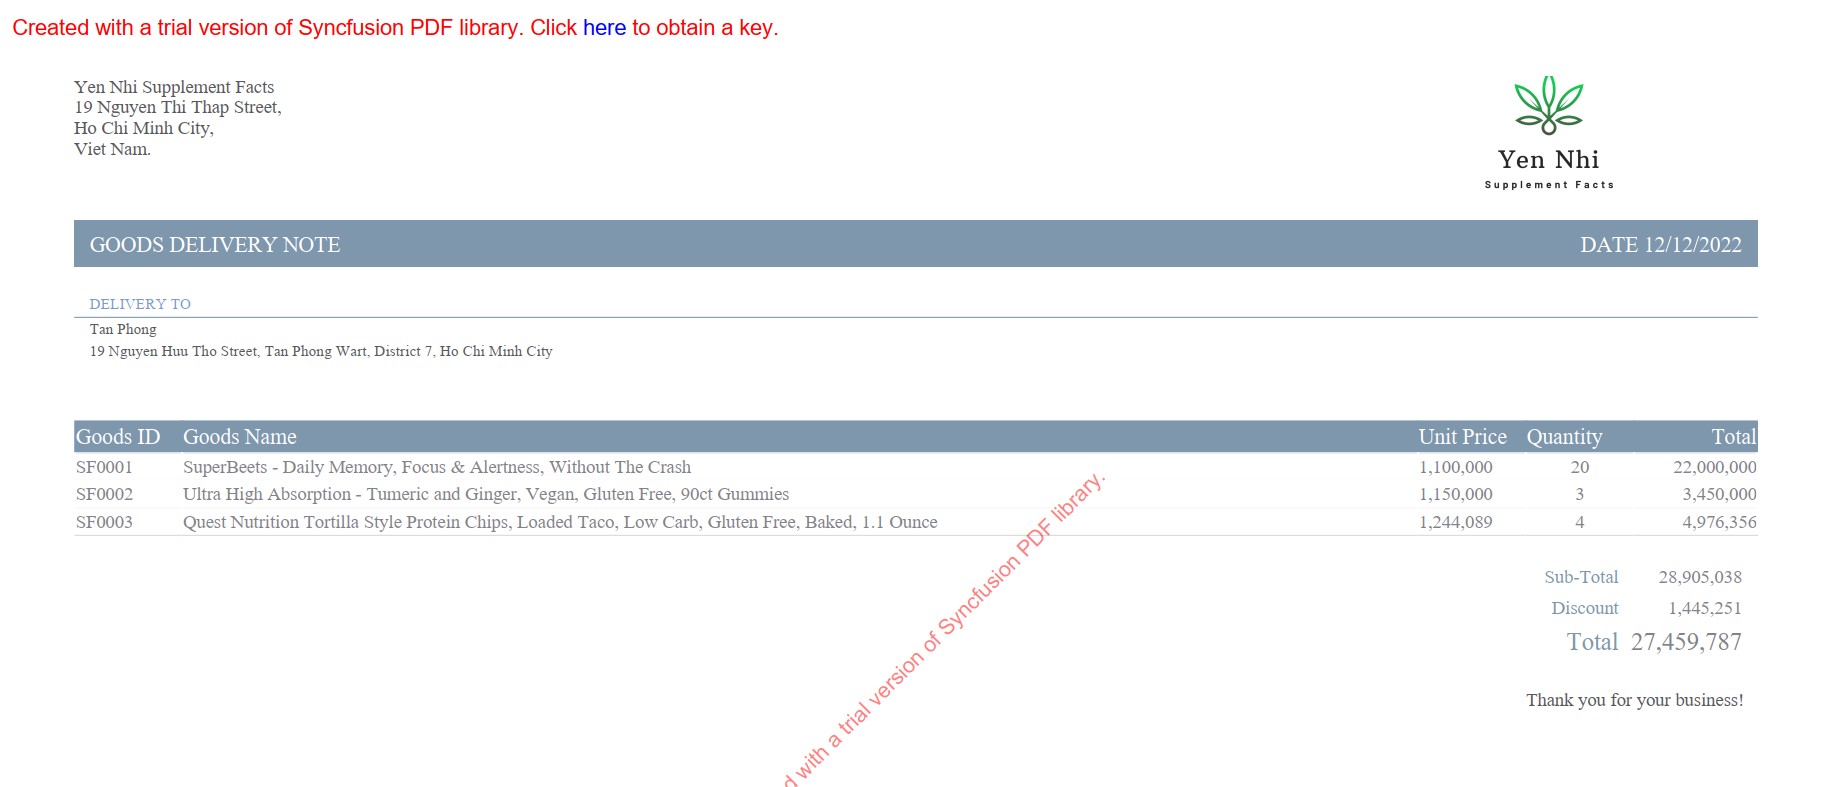 Created with a trial version of Syncfusion PDF library. Click here to obtain a key.
Yen Nhi Supplement Facts
19 Nguyen Thi Thap Street,
Ho Chi Minh City,
Viet Nam.
Yen Nhi
Supplement Facts
GOODS DELIVERY NOTE DATE 12/12/2022
DELIVERY TO
Tan Phong
19 Nguyen Huu Tho Street, Tan Phong Wart, District 7, Ho Chi Minh City
Goods ID Goods Name Unit Price Quantity Total
SF0001 SuperBeets - Daily Memory, Focus & Alertness, Without The Crash 1,100,000 20 22,000,000
SF0002 Ultra High Absorption - Tumeric and Ginger, Vegan, Gluten Free, 90ct Gummies 1,150,000 3 3,450,000
SF0003 Quest Nutrition Tortilla Style Protein Chips, Loaded Taco, Low Carb, Gluten Free, Baked, 1.1 Ounce 1,244,089 4 4,976,356
Sub-Total 28,905,038
Discount 1,445,251
Total 27,459,787
Thank you for your business!
d with a trial version of Syncfusion PDF library.